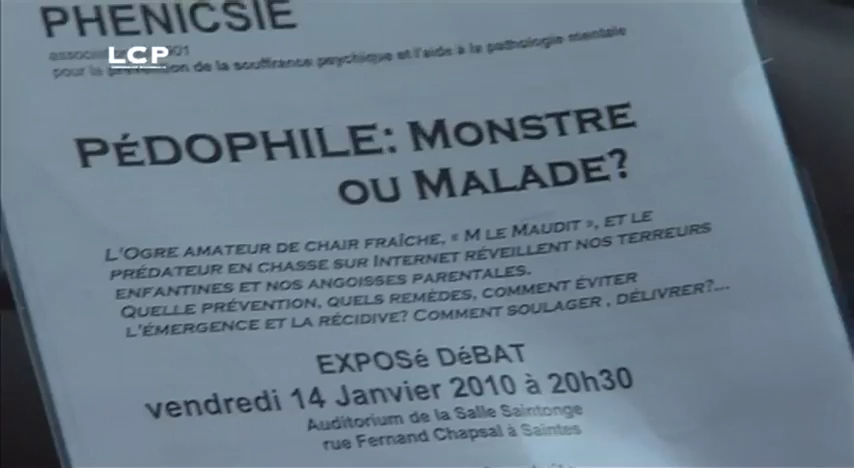 PHENICSIE
LCP
pour la prévention de la souffrance psychique et l'aide à la pathologie mentale
PÉDOPHILE: MONSTRE
OU MALADE?
L'OGRE AMATEUR DE CHAIR FRAÎCHE, « M LE MAUDIT », ET LE
PRÉDATEUR EN CHASSE SUR INTERNET RÉVEILLENT NOS TERREURS
ENFANTINES ET NOS ANGOISSES PARENTALES.
QUELLE PRÉVENTION, QUELS REMÈDES, COMMENT ÉVITER
L'ÉMERGENCE ET LA RÉCIDIVE? COMMENT SOULAGER , DÉLIVRER?...
EXPOSé DéBAT
vendredi 14 Janvier 2010 à 20h30
Auditorium de la Salle Saintonge
rue Fernand Chapsal à Saintes